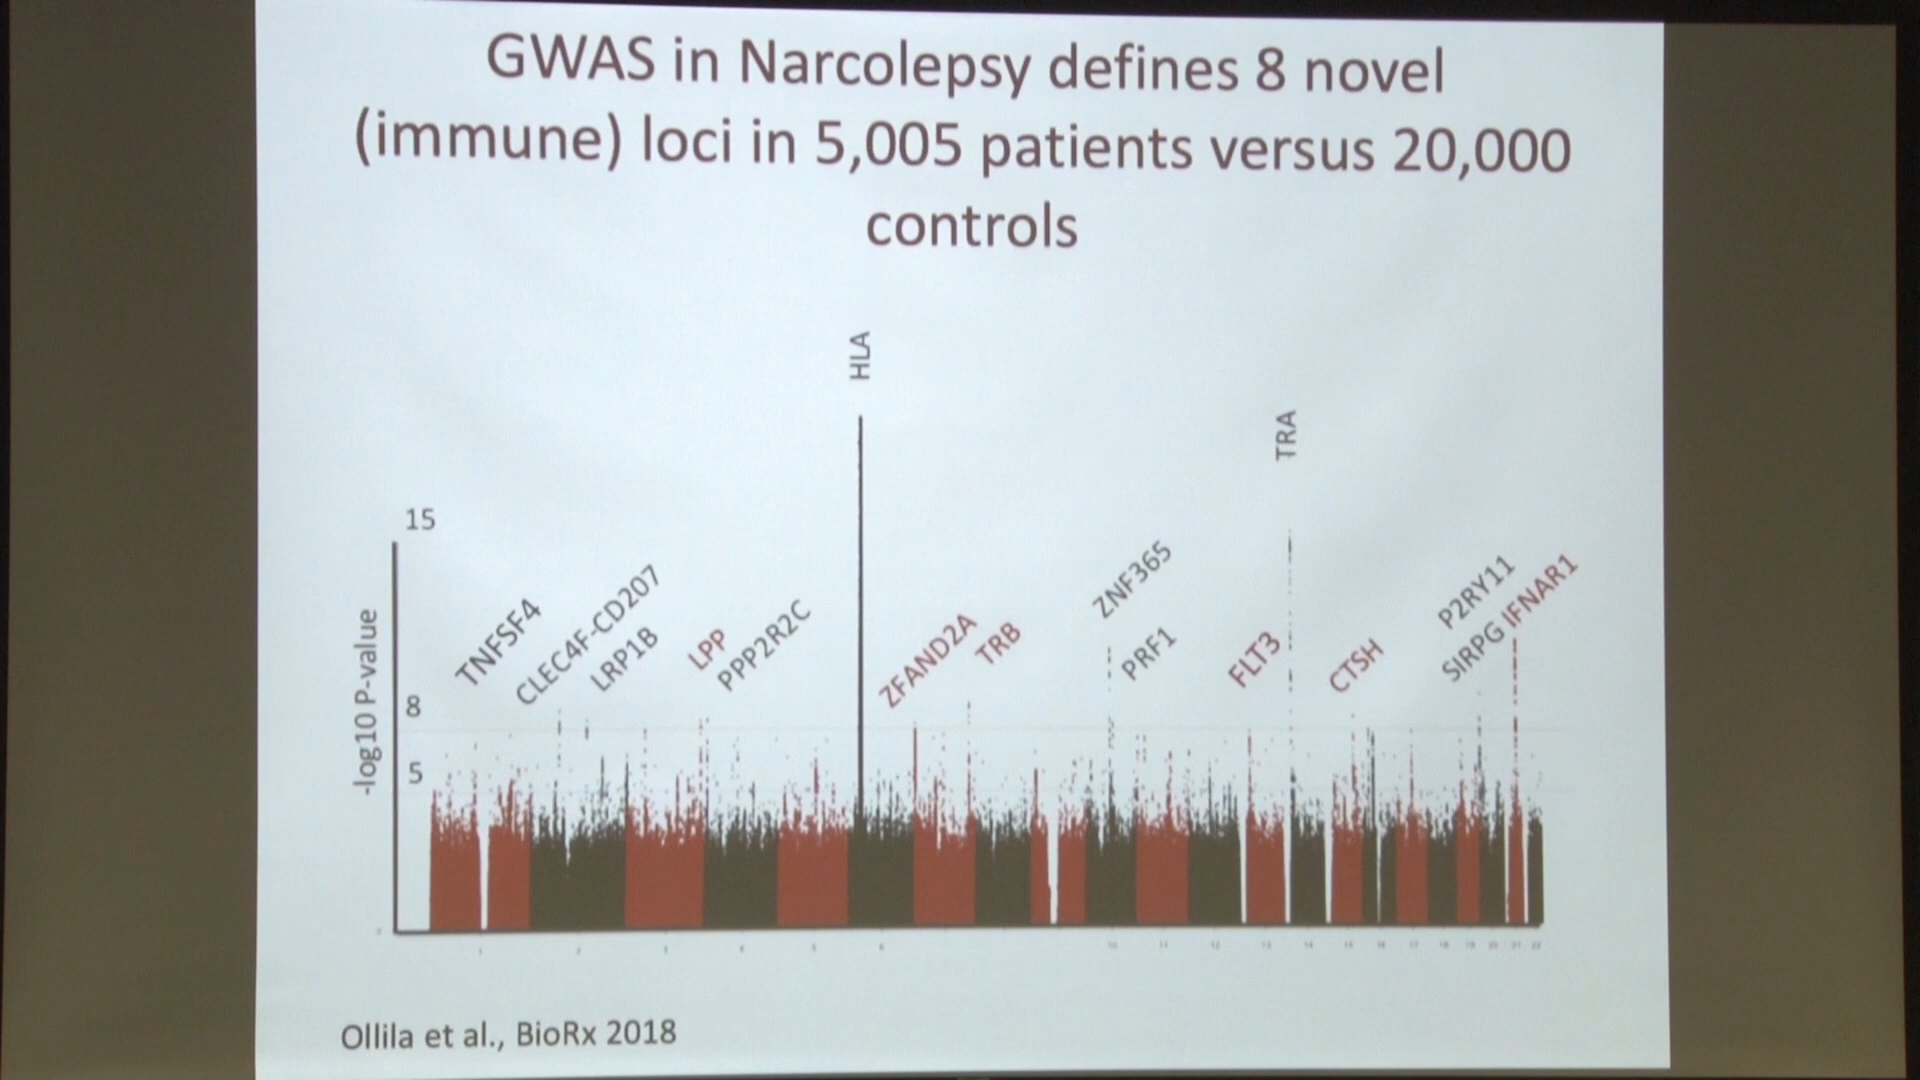 GWAS in Narcolepsy defines 8 novel
(immune) loci in 5,005 patients versus 20,000
controls
HLA
TRA
15
8
5
-log10 P-value
TNFSF4
CLEC4F-CD207
LRP1B
LPP
PPP2R2C
ZFAND2A
TRB
ZNF365
PRF1
FLT3
CTSH
P2RY11
SIRPG IFNAR1
Ollila et al., BioRx 2018